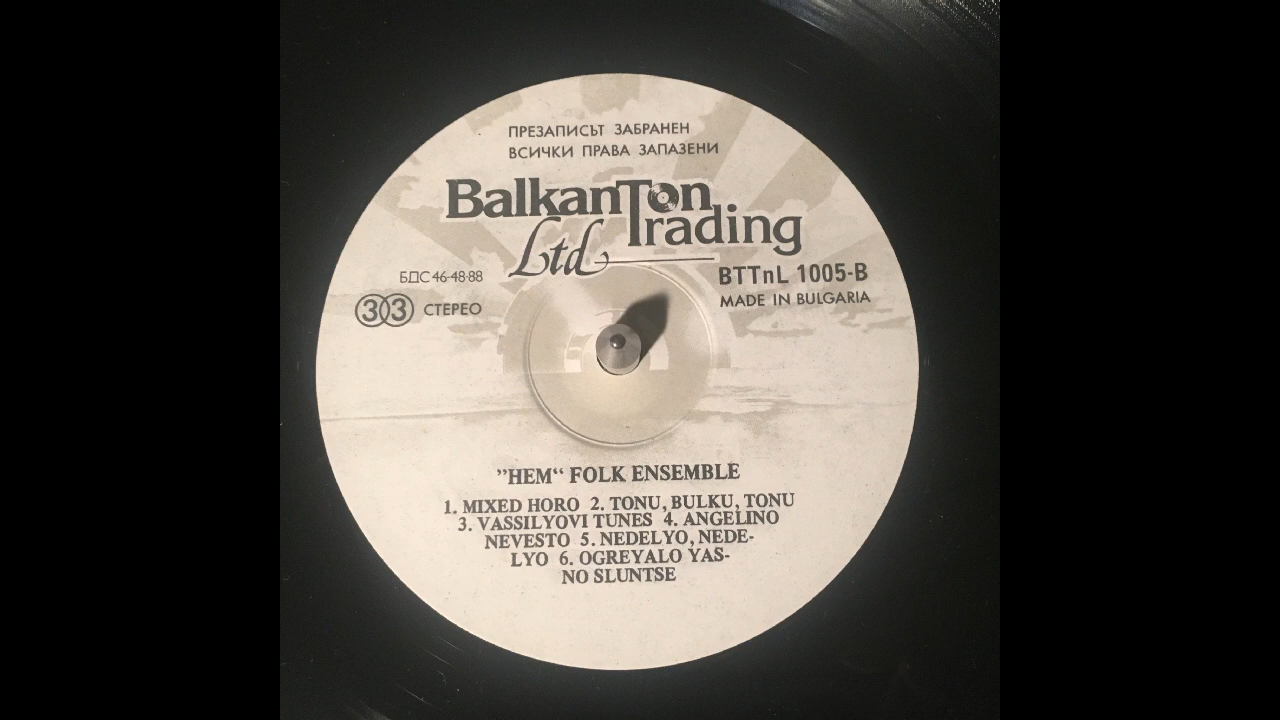 ПРЕЗАПИСЪТ ЗАБРАНЕН
ВСИЧКИ ПРАВА ЗАПАЗЕНИ
BalkanTon
Trading
Ltd
БДС 46-48-88
33 СТЕРЕО
BTTnL 1005-B
MADE IN BULGARIA
”HEM“ FOLK ENSEMBLE
1. MIXED HORO 2. TONU, BULKU, TONU
3. VASSILYOVI TUNES 4. ANGELINO
NEVESTO 5. NEDELYO, NEDE-
LYO 6. OGREYALO YAS-
NO SLUNTSE